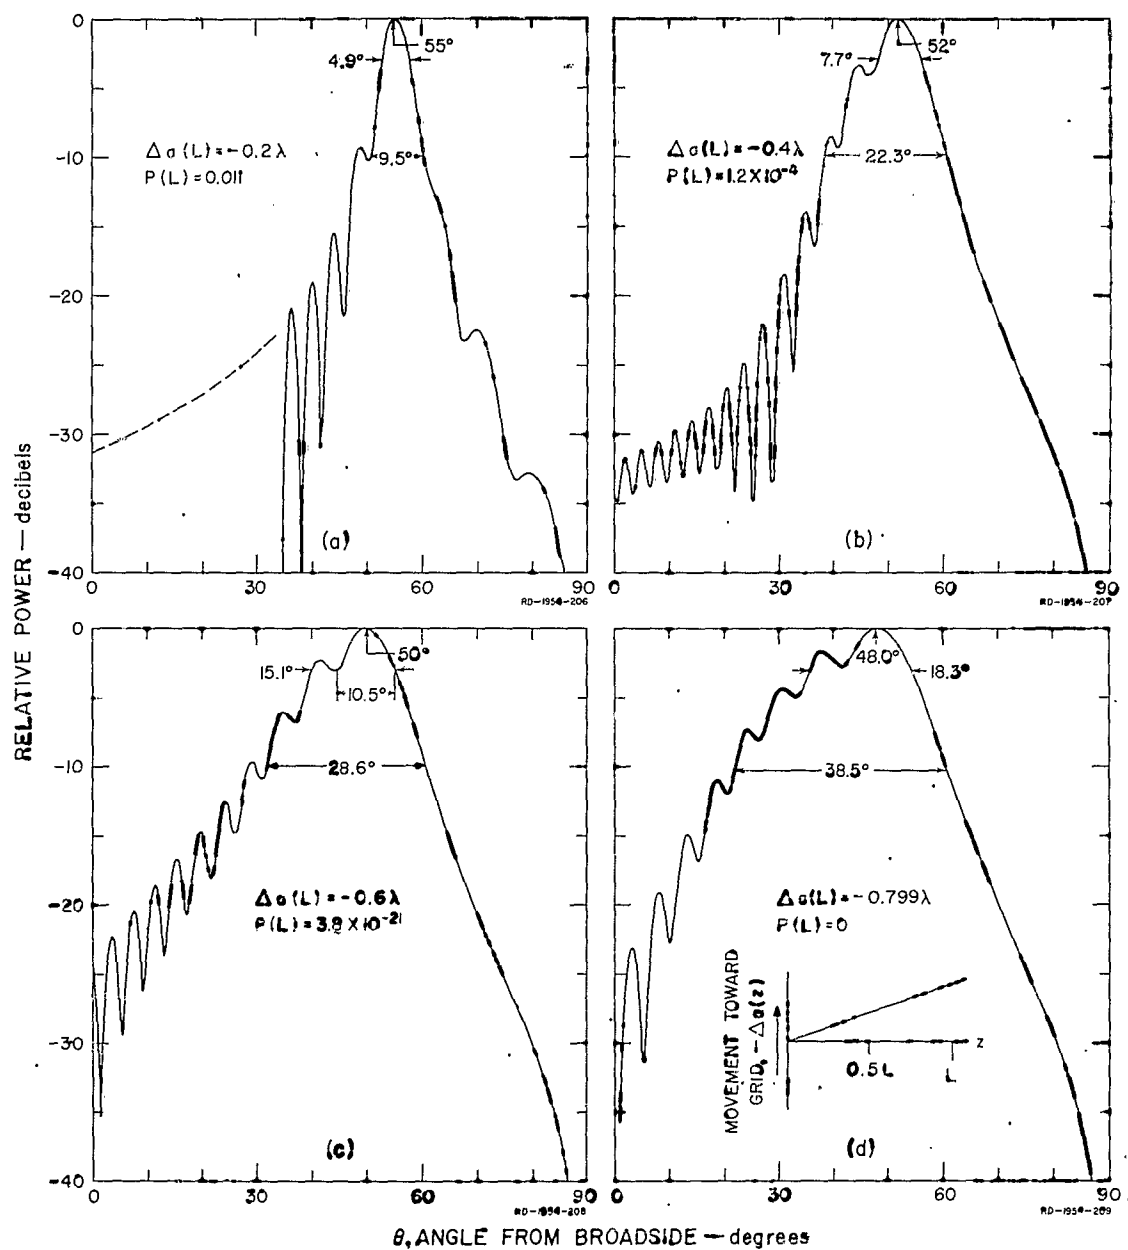 RELATIVE POWER — decibels
0
-10
-20
-30
-40
55°
4.9°
9.5°
Δa(L)=-0.2λ
P(L)=0.011
(a)
0
30
60
90
RD-1954-206
52°
7.7°
22.3°
Δa(L)=-0.4λ
P(L)=1.2X10⁻⁴
(b)
0
30
60
90
RD-1954-207
0
-10
-20
-30
-40
50°
15.1°
10.5°
28.6°
Δa(L)=-0.6λ
P(L)=3.9X10⁻²¹
(c)
0
30
60
90
RD-1954-208
48.0°
18.3°
38.5°
Δa(L)=-0.799λ
P(L)=0
MOVEMENT TOWARD
GRID, -Δa(z)
0.5L
L
z
(d)
0
30
60
90
RD-1954-209
θ, ANGLE FROM BROADSIDE — degrees